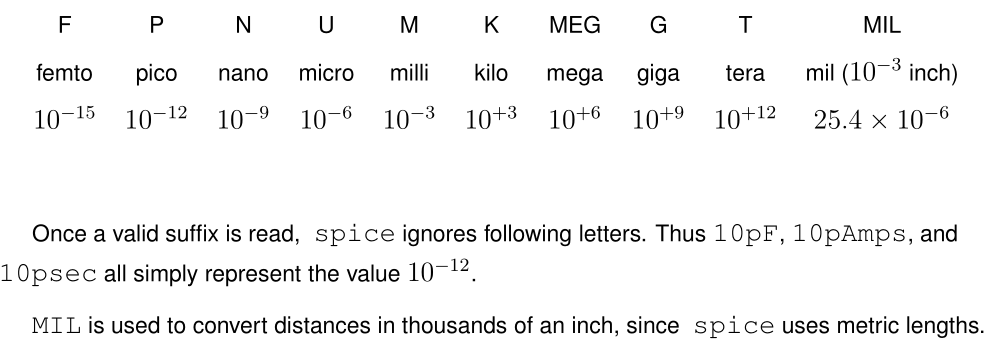 F P N U M K MEG G T MIL
femto pico nano micro milli kilo mega giga tera mil (10⁻³ inch)
10⁻¹⁵ 10⁻¹² 10⁻⁹ 10⁻⁶ 10⁻³ 10⁺³ 10⁺⁶ 10⁺⁹ 10⁺¹² 25.4 × 10⁻⁶
Once a valid suffix is read, spice ignores following letters. Thus 10pF, 10pAmps, and
10psec all simply represent the value 10⁻¹².
MIL is used to convert distances in thousands of an inch, since spice uses metric lengths.